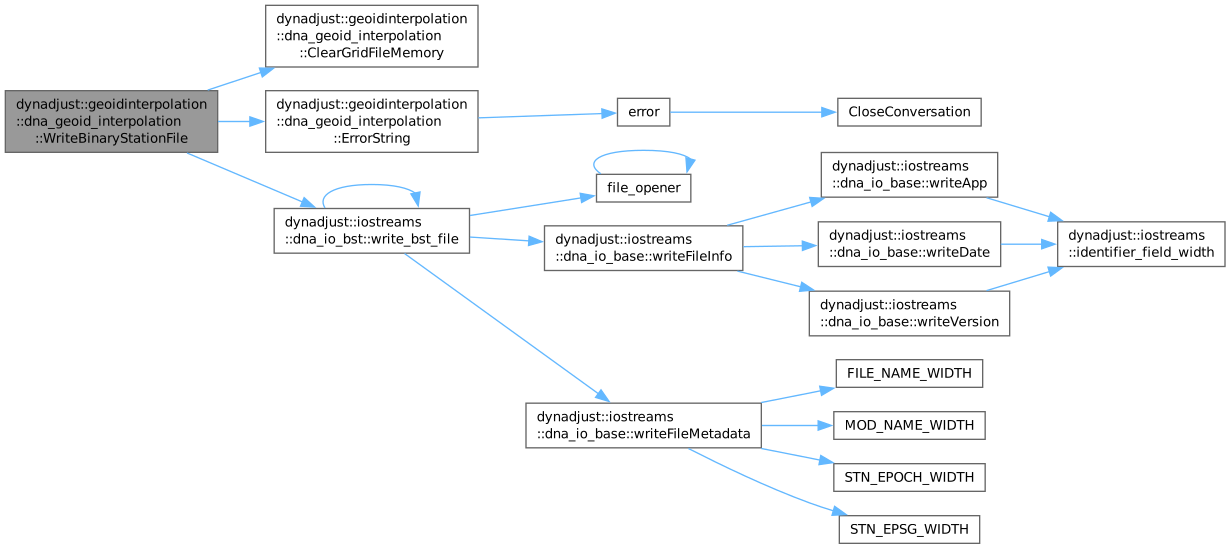 dynadjust::geoidinterpolation
::dna_geoid_interpolation
::WriteBinaryStationFile
dynadjust::geoidinterpolation
::dna_geoid_interpolation
::ClearGridFileMemory
dynadjust::geoidinterpolation
::dna_geoid_interpolation
::ErrorString
error
CloseConversation
dynadjust::iostreams
::dna_io_bst::write_bst_file
file_opener
dynadjust::iostreams
::dna_io_base::writeFileInfo
dynadjust::iostreams
::dna_io_base::writeApp
dynadjust::iostreams
::dna_io_base::writeDate
dynadjust::iostreams
::dna_io_base::writeVersion
dynadjust::iostreams
::identifier_field_width
dynadjust::iostreams
::dna_io_base::writeFileMetadata
FILE_NAME_WIDTH
MOD_NAME_WIDTH
STN_EPOCH_WIDTH
STN_EPSG_WIDTH